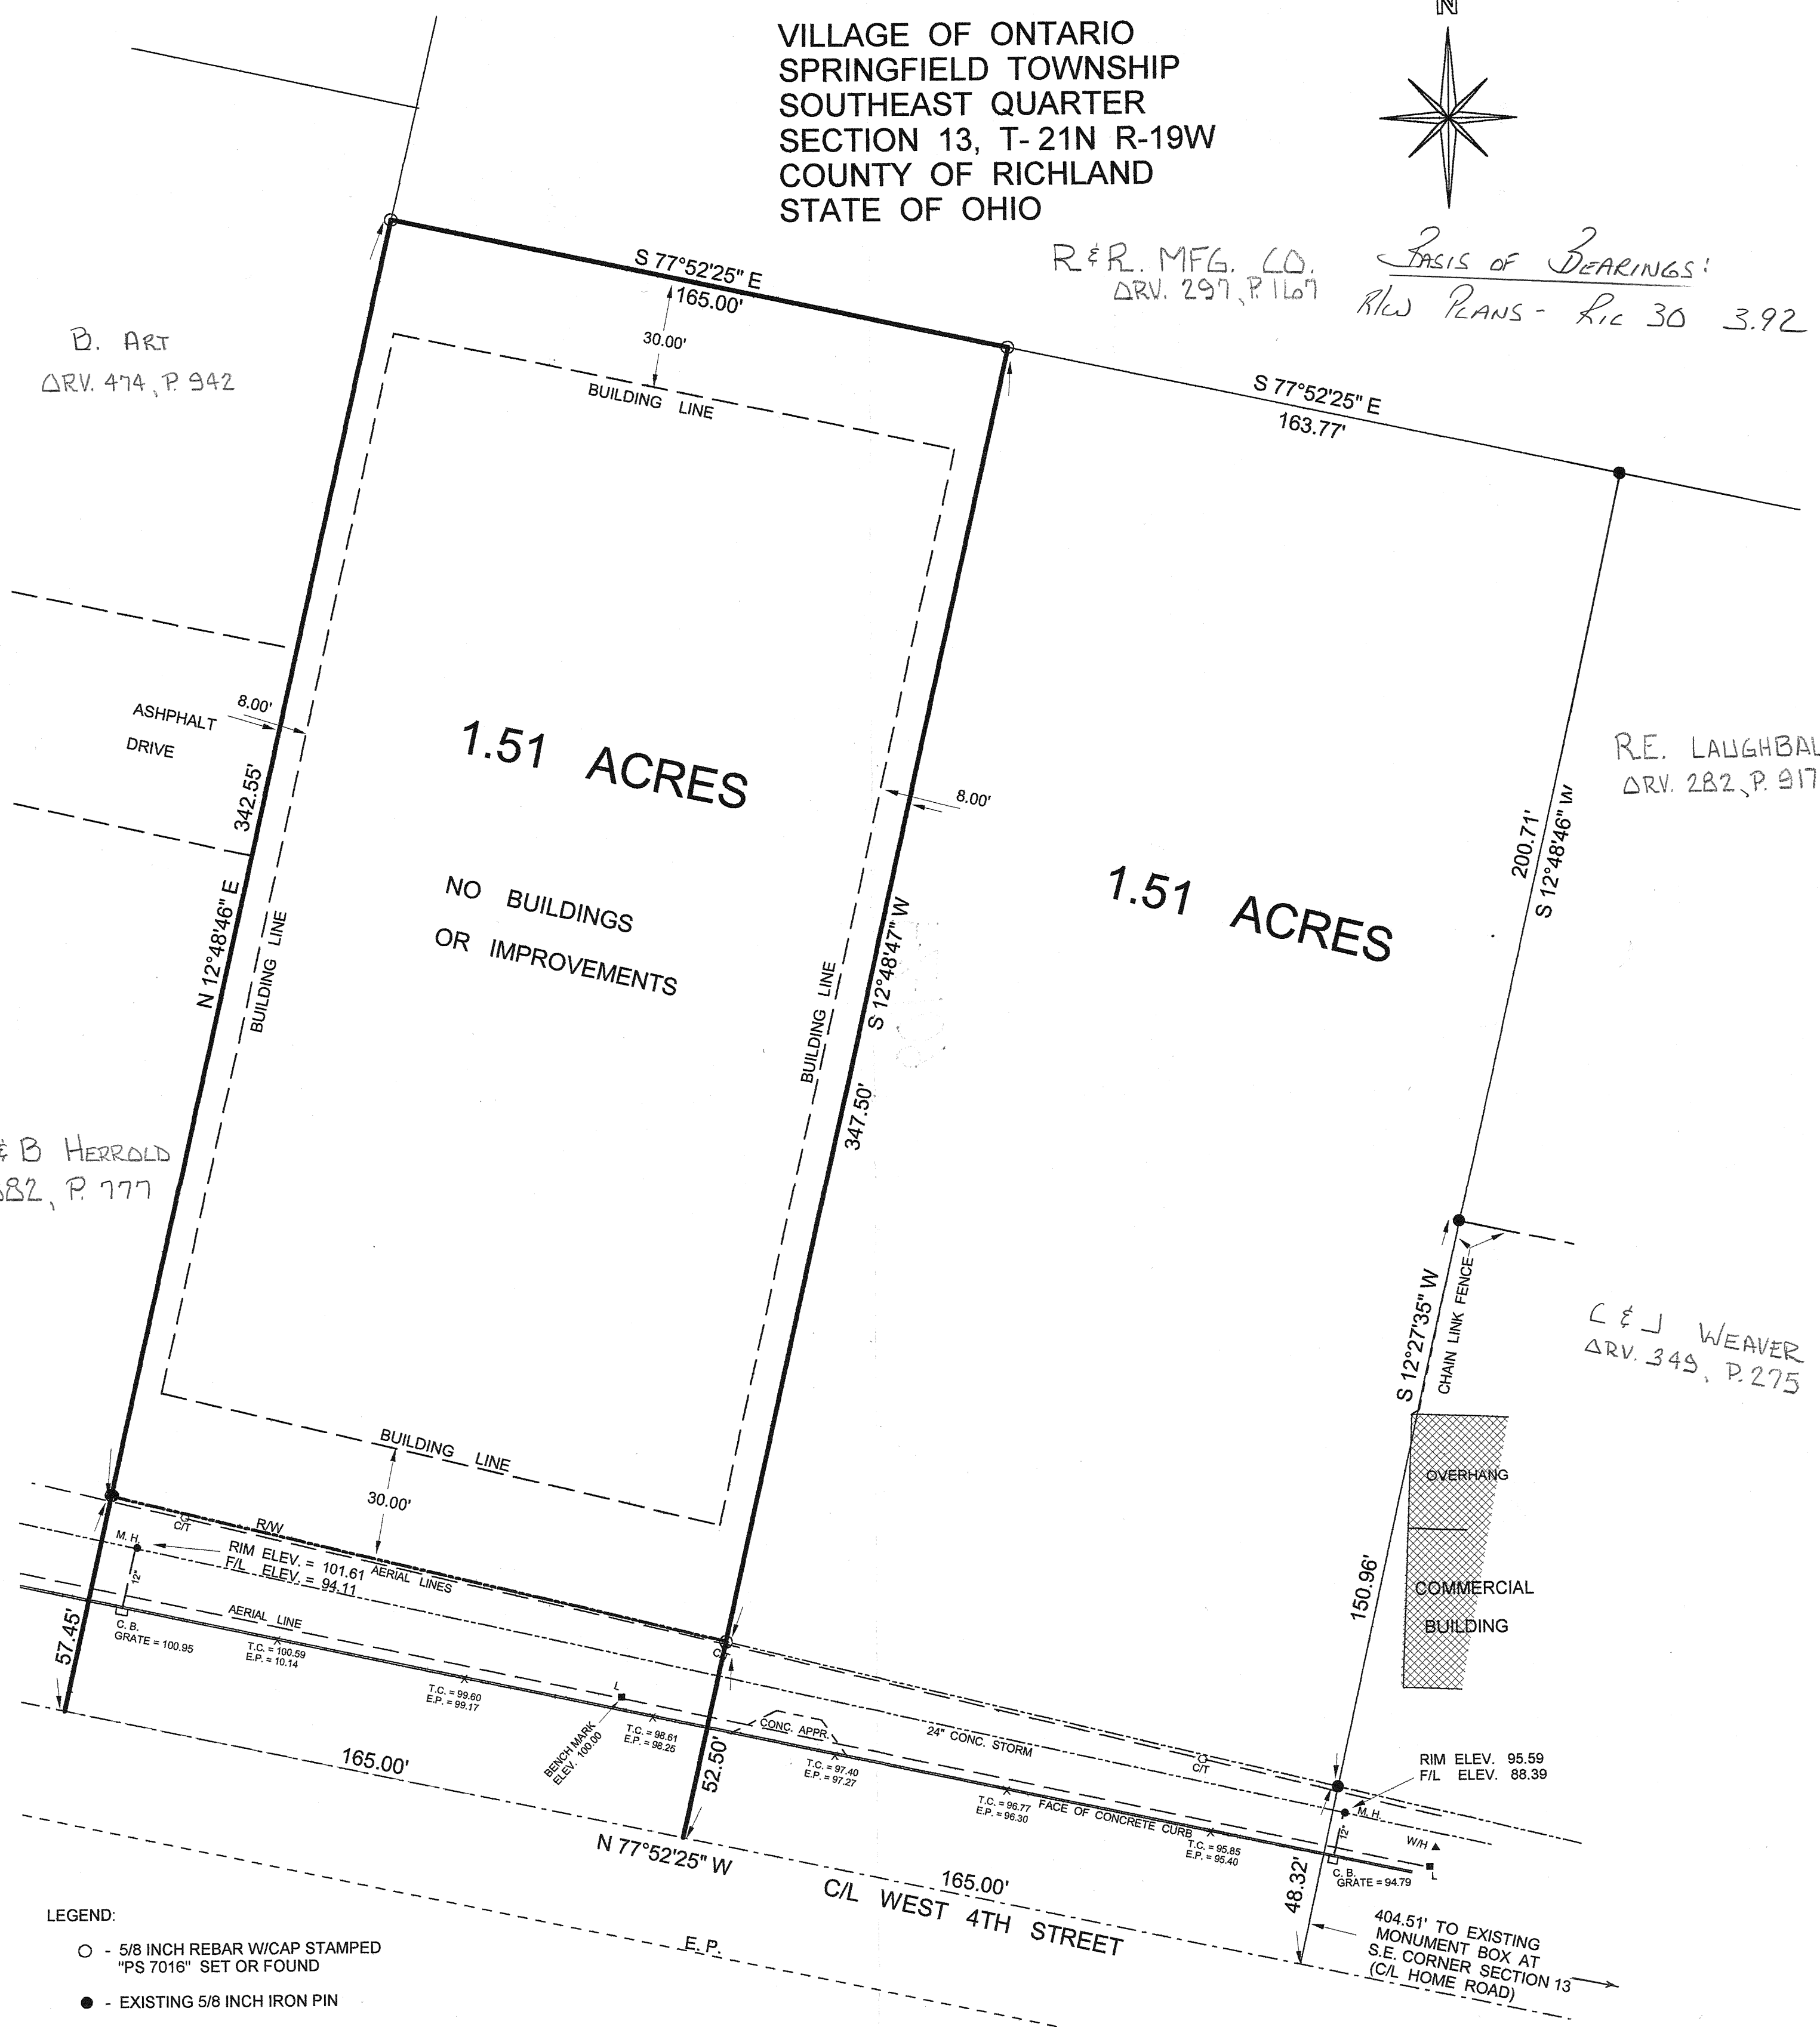 N
VILLAGE OF ONTARIO
SPRINGFIELD TOWNSHIP
SOUTHEAST QUARTER
SECTION 13, T-21N R-19W
COUNTY OF RICHLAND
STATE OF OHIO
R & R. MFG. CO.
DRV. 297, P. 167
BASIS OF BEARINGS:
R/W PLANS - RIC 30 3.92
B. ART
DRV. 474, P. 942
S 77°52'25" E
165.00'
30.00'
BUILDING LINE
S 77°52'25" E
163.77'
ASHPHALT
DRIVE
8.00'
342.55'
N 12°48'46" E
BUILDING LINE
1.51 ACRES
NO BUILDINGS
OR IMPROVEMENTS
8.00'
BUILDING LINE
S 12°48'47" W
347.50'
1.51 ACRES
200.71'
S 12°48'46" W
R.E. LAUGHBAU
DRV. 282, P. 917
& B HERROLD
82, P. 777
S 12°27'35" W
CHAIN LINK FENCE
C & J WEAVER
DRV. 349, P. 275
OVERHANG
COMMERCIAL
BUILDING
150.96'
BUILDING LINE
30.00'
C/T
R/W
M. H.
RIM ELEV. = 101.61
F/L ELEV. = 94.11
AERIAL LINES
12"
AERIAL LINE
C. B.
GRATE = 100.95
57.45'
T.C. = 100.59
E.P. = 10.14
T.C. = 99.60
E.P. = 99.17
L
BENCH MARK
ELEV. 100.00
T.C. = 98.61
E.P. = 98.25
C/T
52.50'
CONC. APPR.
T.C. = 97.40
E.P. = 97.27
24" CONC. STORM
C/T
T.C. = 96.77
E.P. = 96.30
FACE OF CONCRETE CURB
T.C. = 95.85
E.P. = 95.40
RIM ELEV. 95.59
F/L ELEV. 88.39
M. H.
12"
W/H
L
C. B.
GRATE = 94.79
48.32'
165.00'
N 77°52'25" W
165.00'
C/L WEST 4TH STREET
E. P.
404.51' TO EXISTING
MONUMENT BOX AT
S.E. CORNER SECTION 13
(C/L HOME ROAD)
LEGEND:
- 5/8 INCH REBAR W/CAP STAMPED
"PS 7016" SET OR FOUND
- EXISTING 5/8 INCH IRON PIN